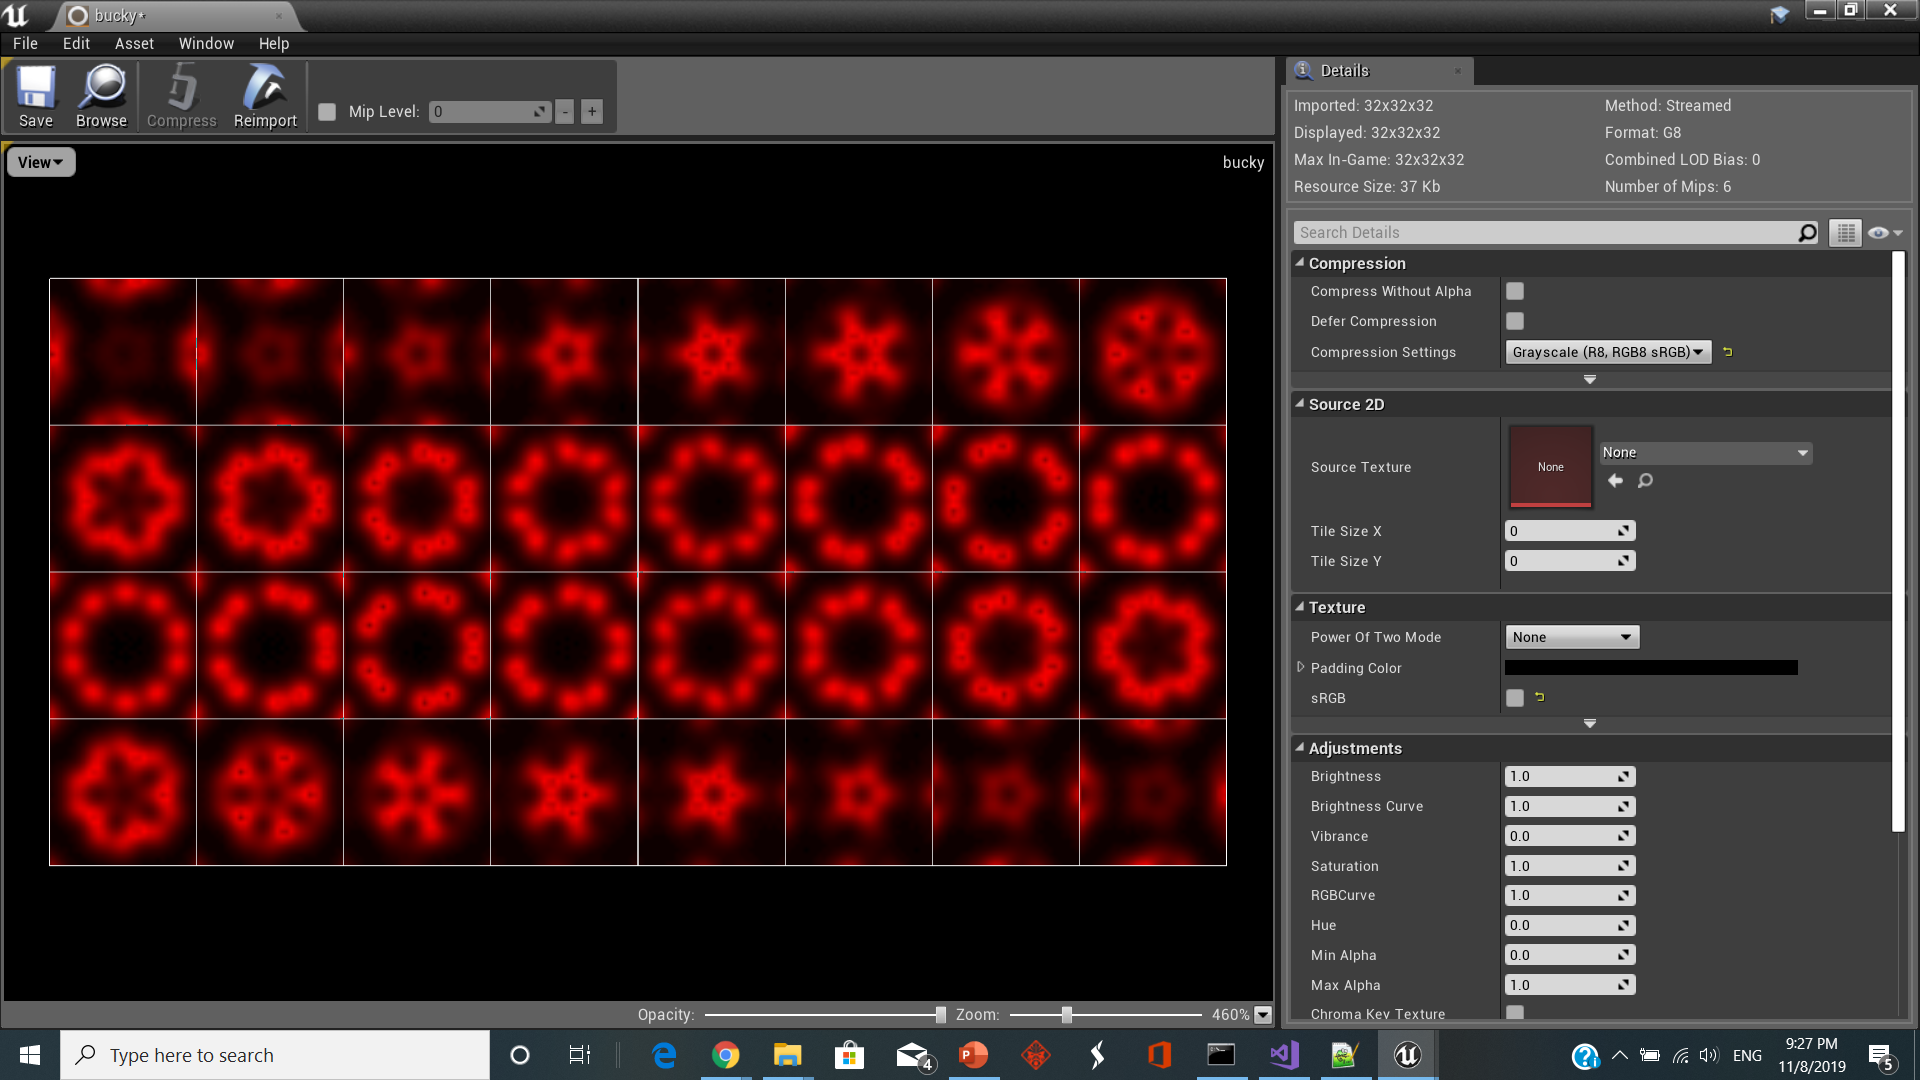 bucky*
File Edit Asset Window Help
Save Browse Compress Reimport
Mip Level: 0 - +
View
bucky
Opacity: Zoom: 460%
Details
Imported: 32x32x32 Method: Streamed
Displayed: 32x32x32 Format: G8
Max In-Game: 32x32x32 Combined LOD Bias: 0
Resource Size: 37 Kb Number of Mips: 6
Search Details
Compression
Compress Without Alpha
Defer Compression
Compression Settings Grayscale (R8, RGB8 sRGB)
Source 2D
Source Texture None None
Tile Size X 0
Tile Size Y 0
Texture
Power Of Two Mode None
Padding Color
sRGB
Adjustments
Brightness 1.0
Brightness Curve 1.0
Vibrance 0.0
Saturation 1.0
RGBCurve 1.0
Hue 0.0
Min Alpha 0.0
Max Alpha 1.0
Chroma Key Texture
Type here to search
4
ENG
9:27 PM
11/8/2019
5